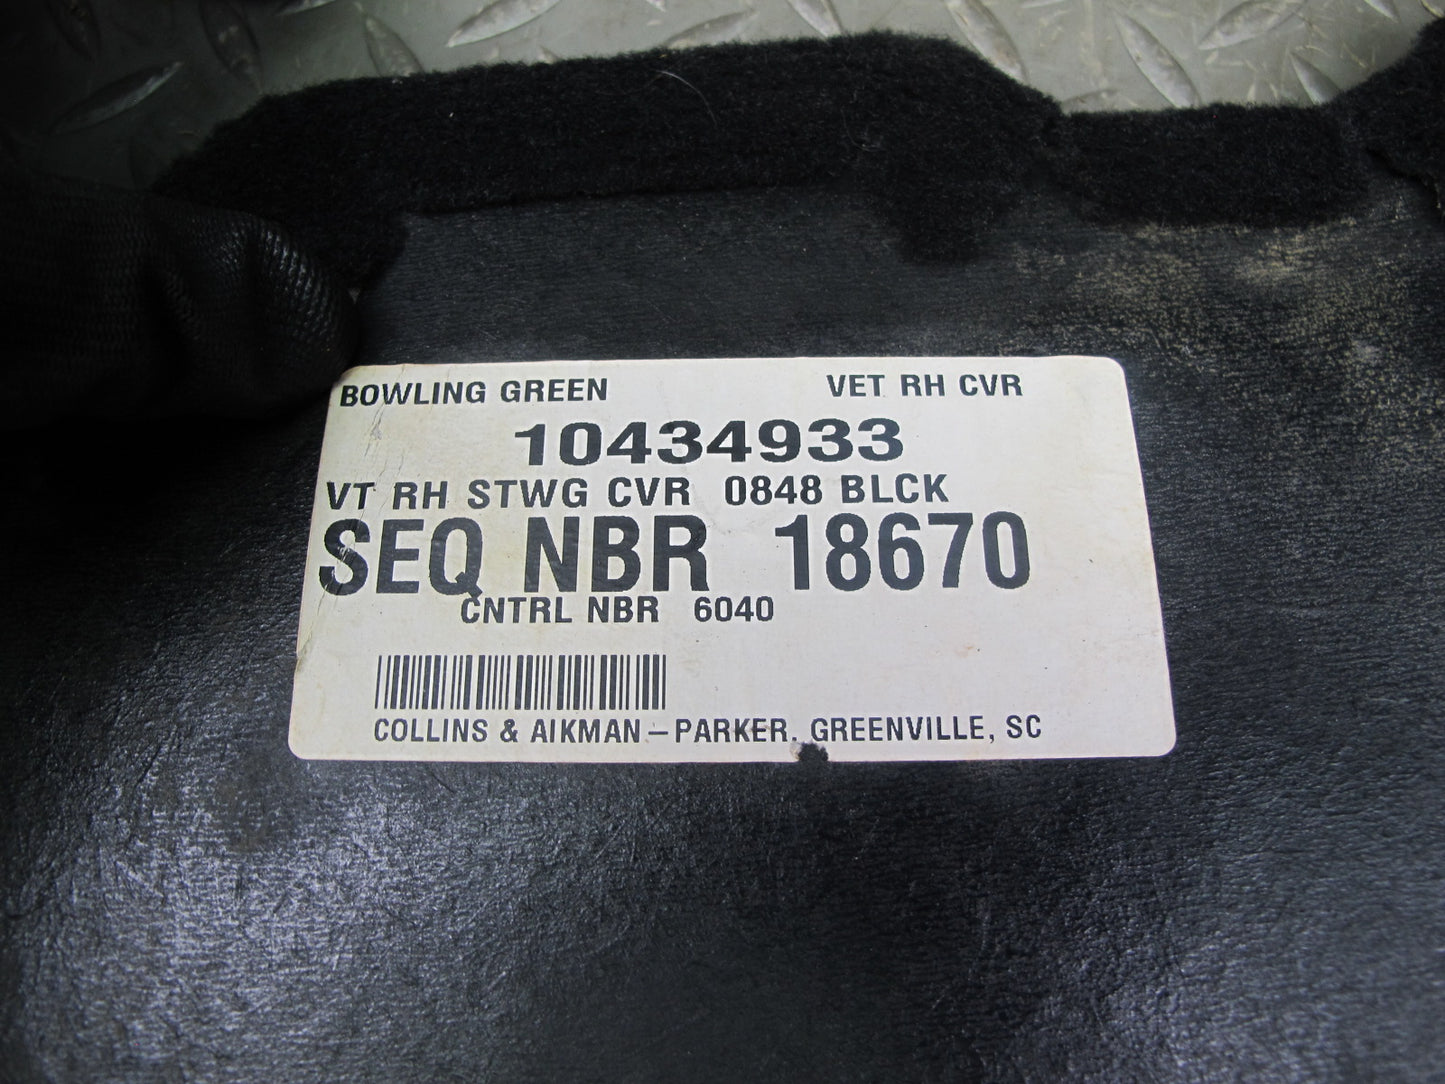 BOWLING GREEN VET RH CVR
10434933
VT RH STWG CVR 0848 BLCK
SEQ NBR 18670
CNTRL NBR 6040
COLLINS & AIKMAN-PARKER. GREENVILLE, SC